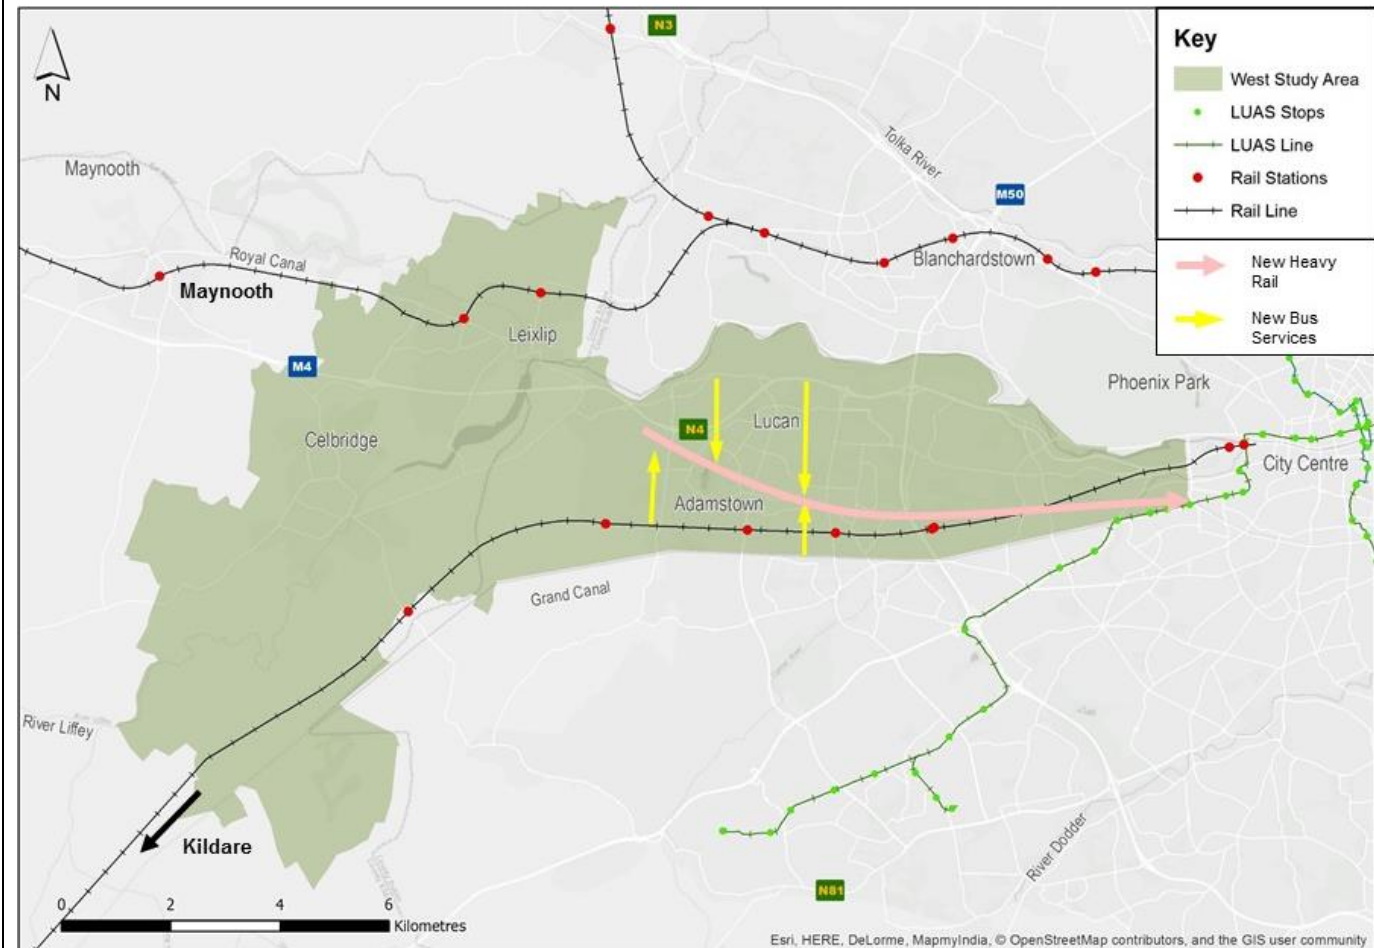 N3
Key
West Study Area
LUAS Stops
LUAS Line
Rail Stations
Rail Line
New Heavy
Rail
New Bus
Services
N
Tolka River
Maynooth
M50
Royal Canal
Blanchardstown
Maynooth
Leixlip
M4
Phoenix Park
Lucan
N4
Celbridge
City Centre
Adamstown
Grand Canal
River Liffey
Kildare
River Dodder
N81
0 2 4 6
Kilometres
Esri, HERE, DeLorme, MapmyIndia, © OpenStreetMap contributors, and the GIS user community